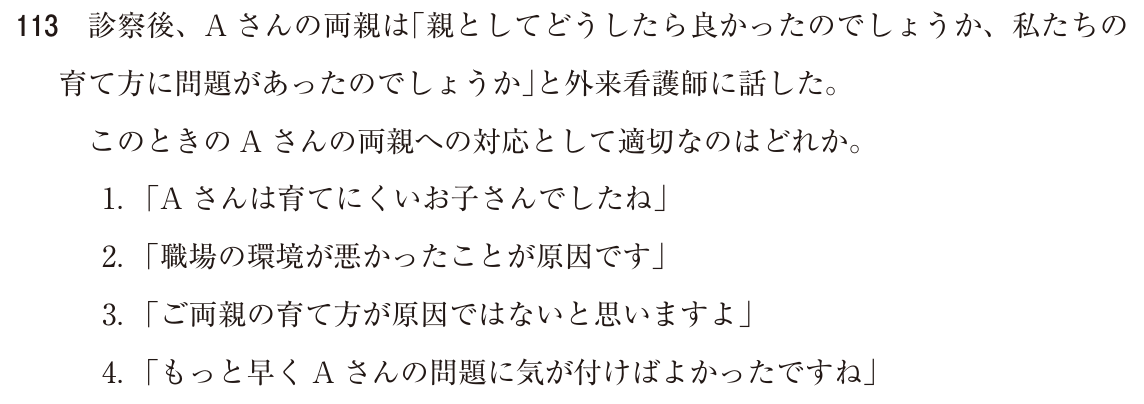 113 診察後、A さんの両親は｢親としてどうしたら良かったのでしょうか、私たちの
育て方に問題があったのでしょうか｣と外来看護師に話した。
このときの A さんの両親への対応として適切なのはどれか。
1. ｢A さんは育てにくいお子さんでしたね｣
2. ｢職場の環境が悪かったことが原因です｣
3. ｢ご両親の育て方が原因ではないと思いますよ｣
4. ｢もっと早く A さんの問題に気が付けばよかったですね｣